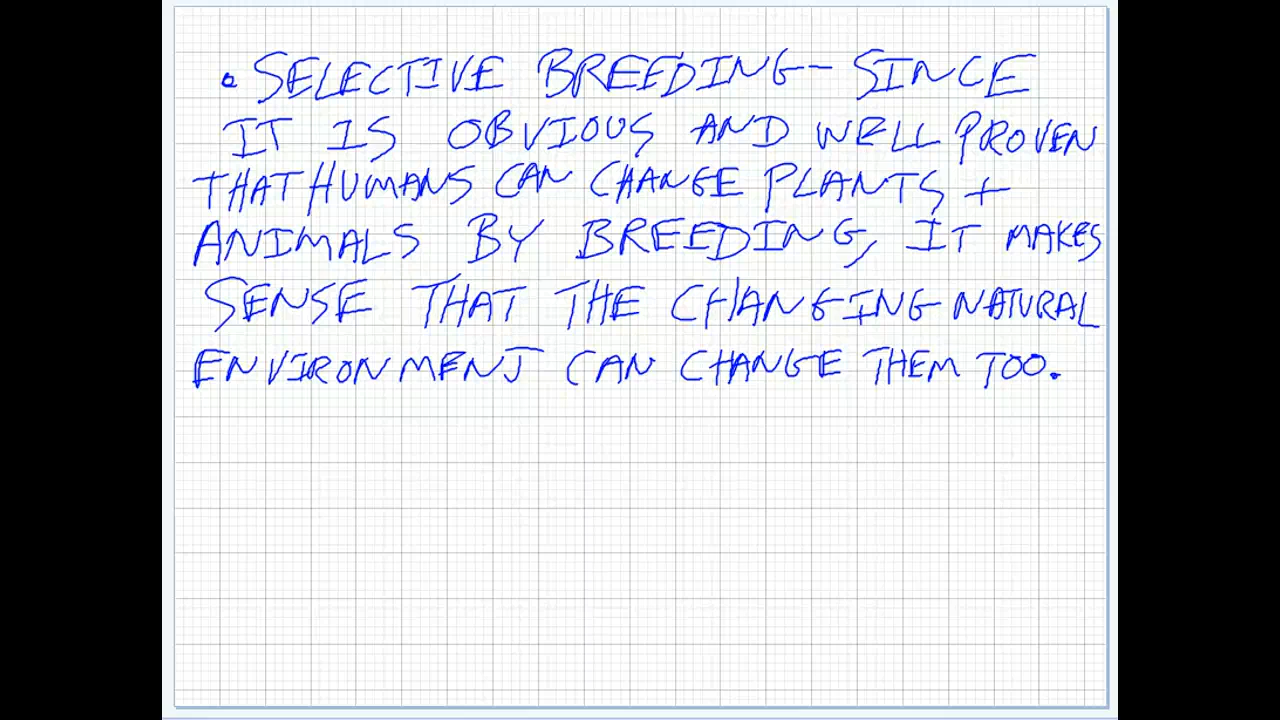 • SELECTIVE BREEDING - SINCE
IT IS OBVIOUS AND WELL PROVEN
THAT HUMANS CAN CHANGE PLANTS +
ANIMALS BY BREEDING, IT MAKES
SENSE THAT THE CHANGING NATURAL
ENVIRONMENT CAN CHANGE THEM TOO.